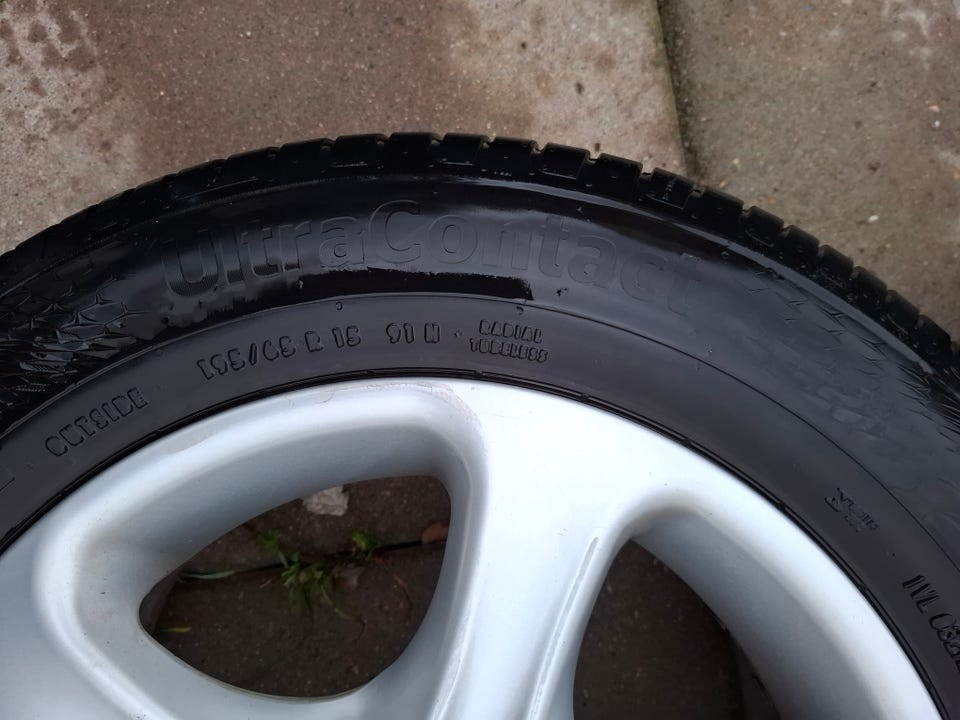 UltraContact
195/65 R 15 91 H · RADIAL
TUBELESS
OUTSIDE